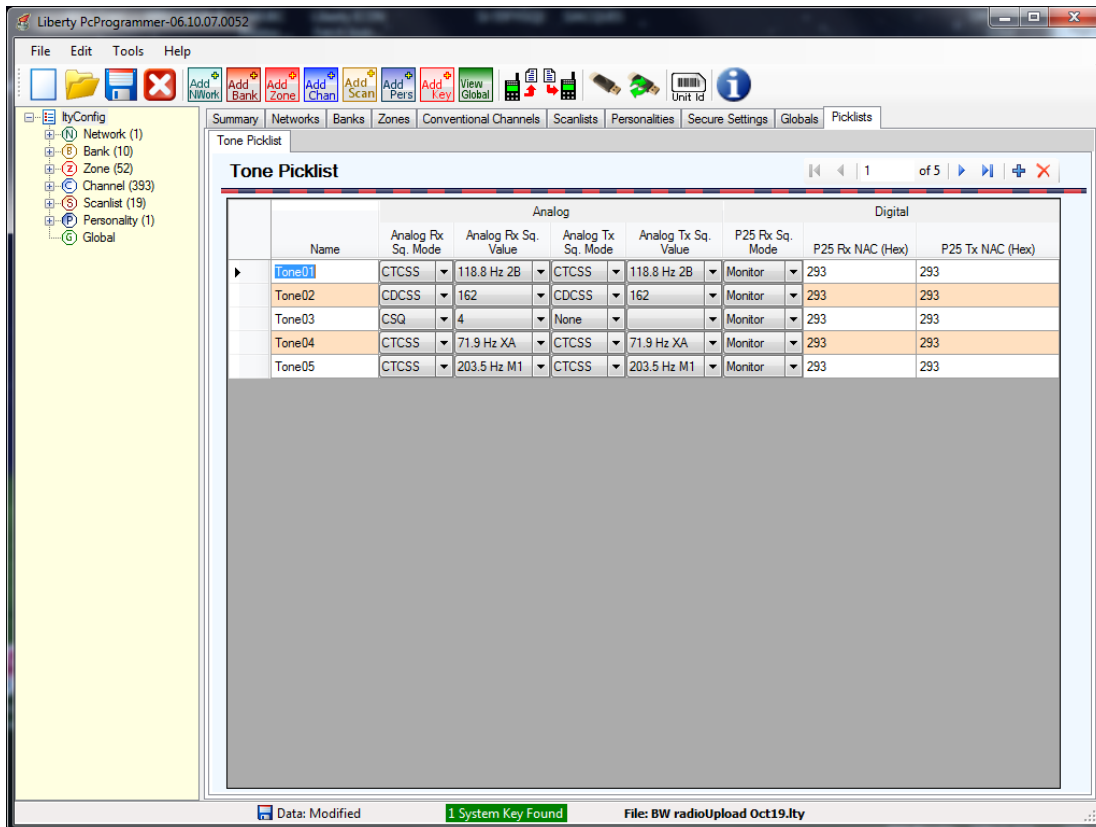 Liberty PcProgrammer-06.10.07.0052
File Edit Tools Help
Add NWork Add Bank Add Zone Add Chan Add Scan Add Pers Add Key View Global Unit Id
ltyConfig
Network (1)
Bank (10)
Zone (52)
Channel (393)
Scanlist (19)
Personality (1)
Global
Summary Networks Banks Zones Conventional Channels Scanlists Personalities Secure Settings Globals Picklists
Tone Picklist
Tone Picklist 1 of 5
Analog Digital
Name Analog Rx Sq. Mode Analog Rx Sq. Value Analog Tx Sq. Mode Analog Tx Sq. Value P25 Rx Sq. Mode P25 Rx NAC (Hex) P25 Tx NAC (Hex)
Tone01 CTCSS 118.8 Hz 2B CTCSS 118.8 Hz 2B Monitor 293 293
Tone02 CDCSS 162 CDCSS 162 Monitor 293 293
Tone03 CSQ 4 None Monitor 293 293
Tone04 CTCSS 71.9 Hz XA CTCSS 71.9 Hz XA Monitor 293 293
Tone05 CTCSS 203.5 Hz M1 CTCSS 203.5 Hz M1 Monitor 293 293
Data: Modified 1 System Key Found File: BW radioUpload Oct19.lty